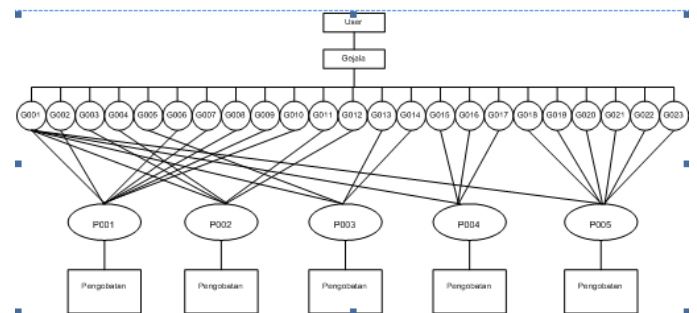 User
Gejala
G001 G002 G003 G004 G005 G006 G007 G008 G009 G010 G011 G012 G013 G014 G015 G016 G017 G018 G019 G020 G021 G022 G023
P001 P002 P003 P004 P005
Pengobatan Pengobatan Pengobatan Pengobatan Pengobatan